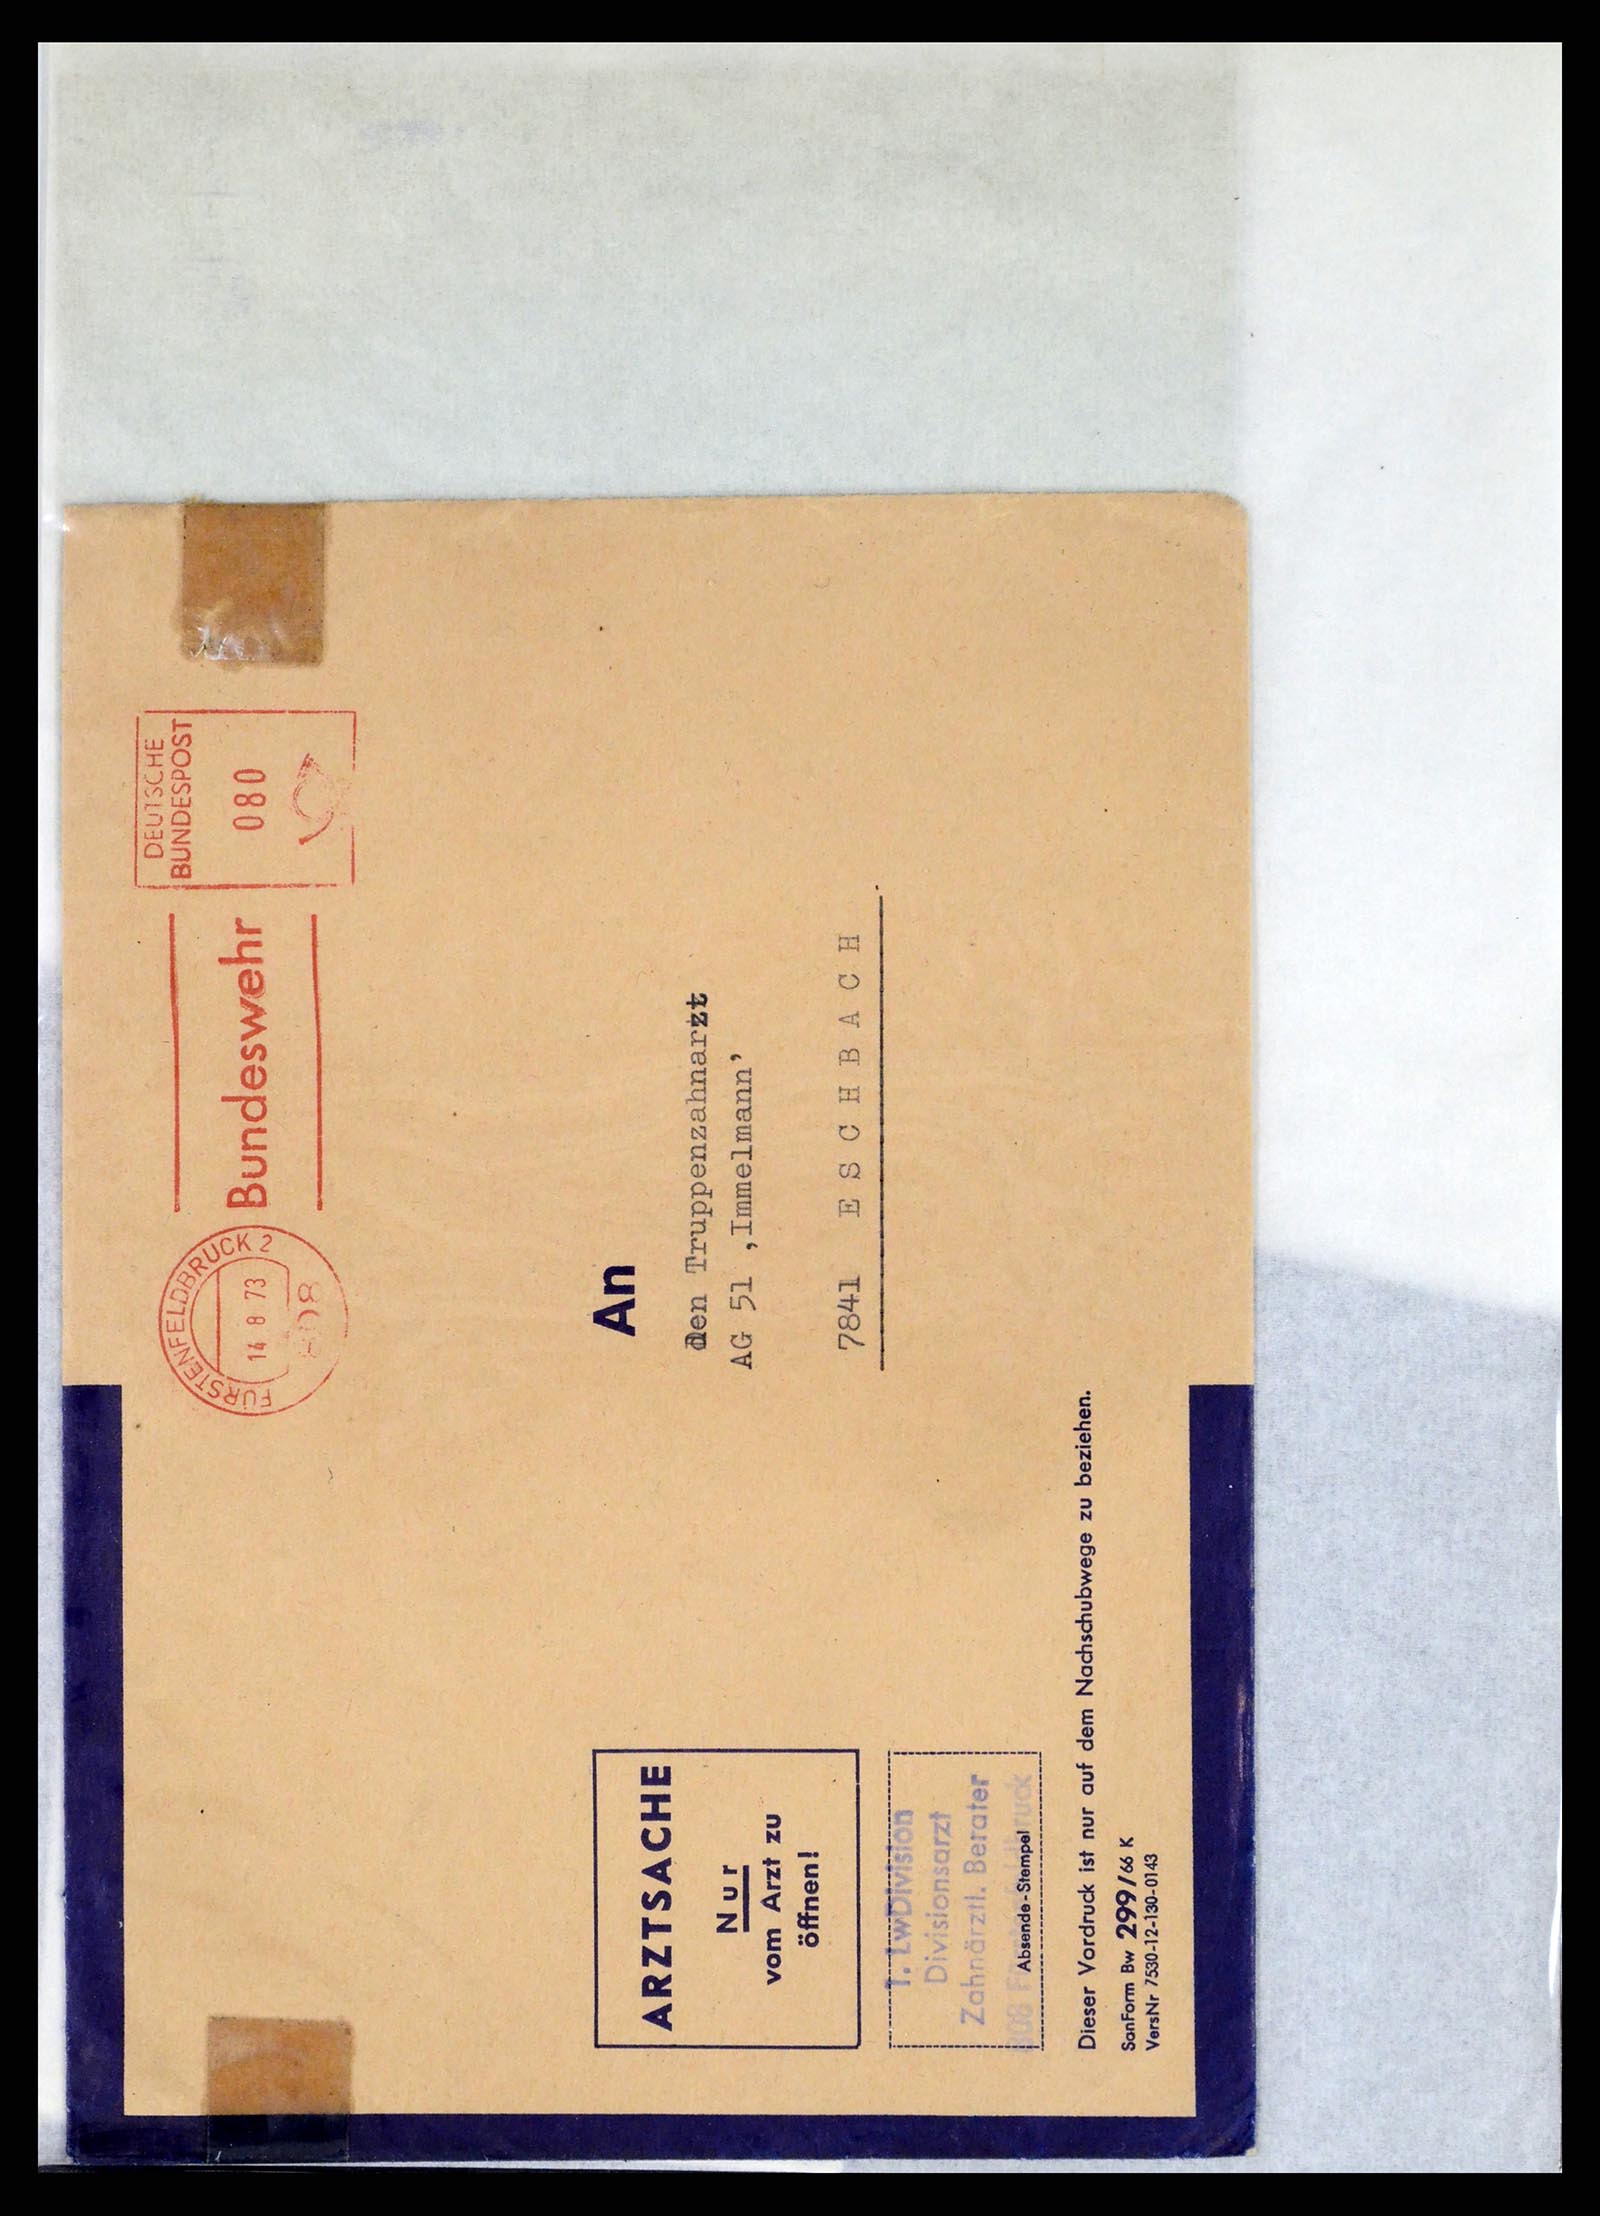 FÜRSTENFELDBRUCK 2
14 8 73
808
Bundeswehr
DEUTSCHE
BUNDESPOST
080
An
den Truppenzahnarzt
AG 51 ,Immelmann’
7841 ESCHBACH
ARZTSACHE
Nur
vom Arzt zu
öffnen!
1. LwDivision
Divisionsarzt
Zahnärztl. Berater
808
Absende-Stempel
Dieser Vordruck ist nur auf dem Nachschubwege zu beziehen.
SanForm Bw 299/66 K
VersNr 7530-12-130-0143